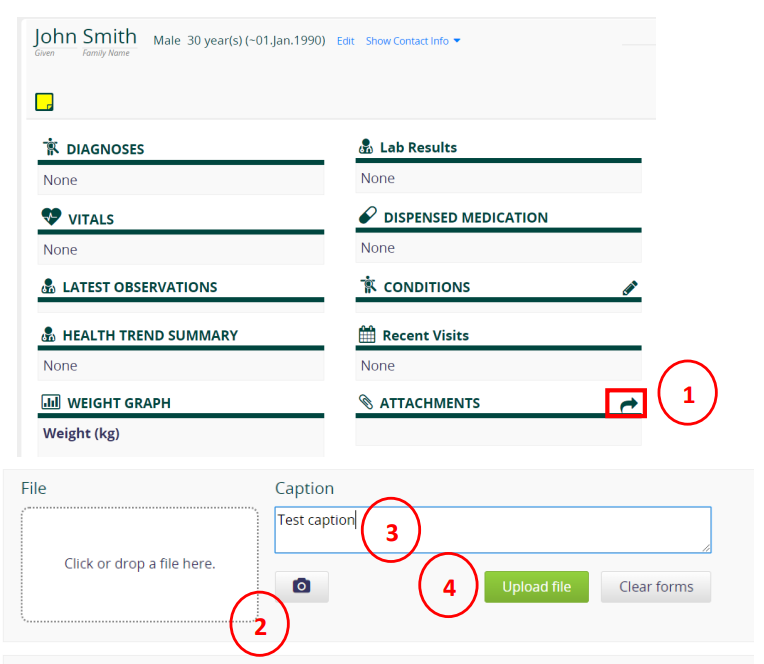 John Smith Male 30 year(s) (~01.Jan.1990) Edit Show Contact Info
Given Family Name
DIAGNOSES
None
VITALS
None
LATEST OBSERVATIONS
HEALTH TREND SUMMARY
None
WEIGHT GRAPH
Weight (kg)
Lab Results
None
DISPENSED MEDICATION
None
CONDITIONS
Recent Visits
None
ATTACHMENTS
1
File
Click or drop a file here.
2
Caption
Test caption
3
4
Upload file
Clear forms